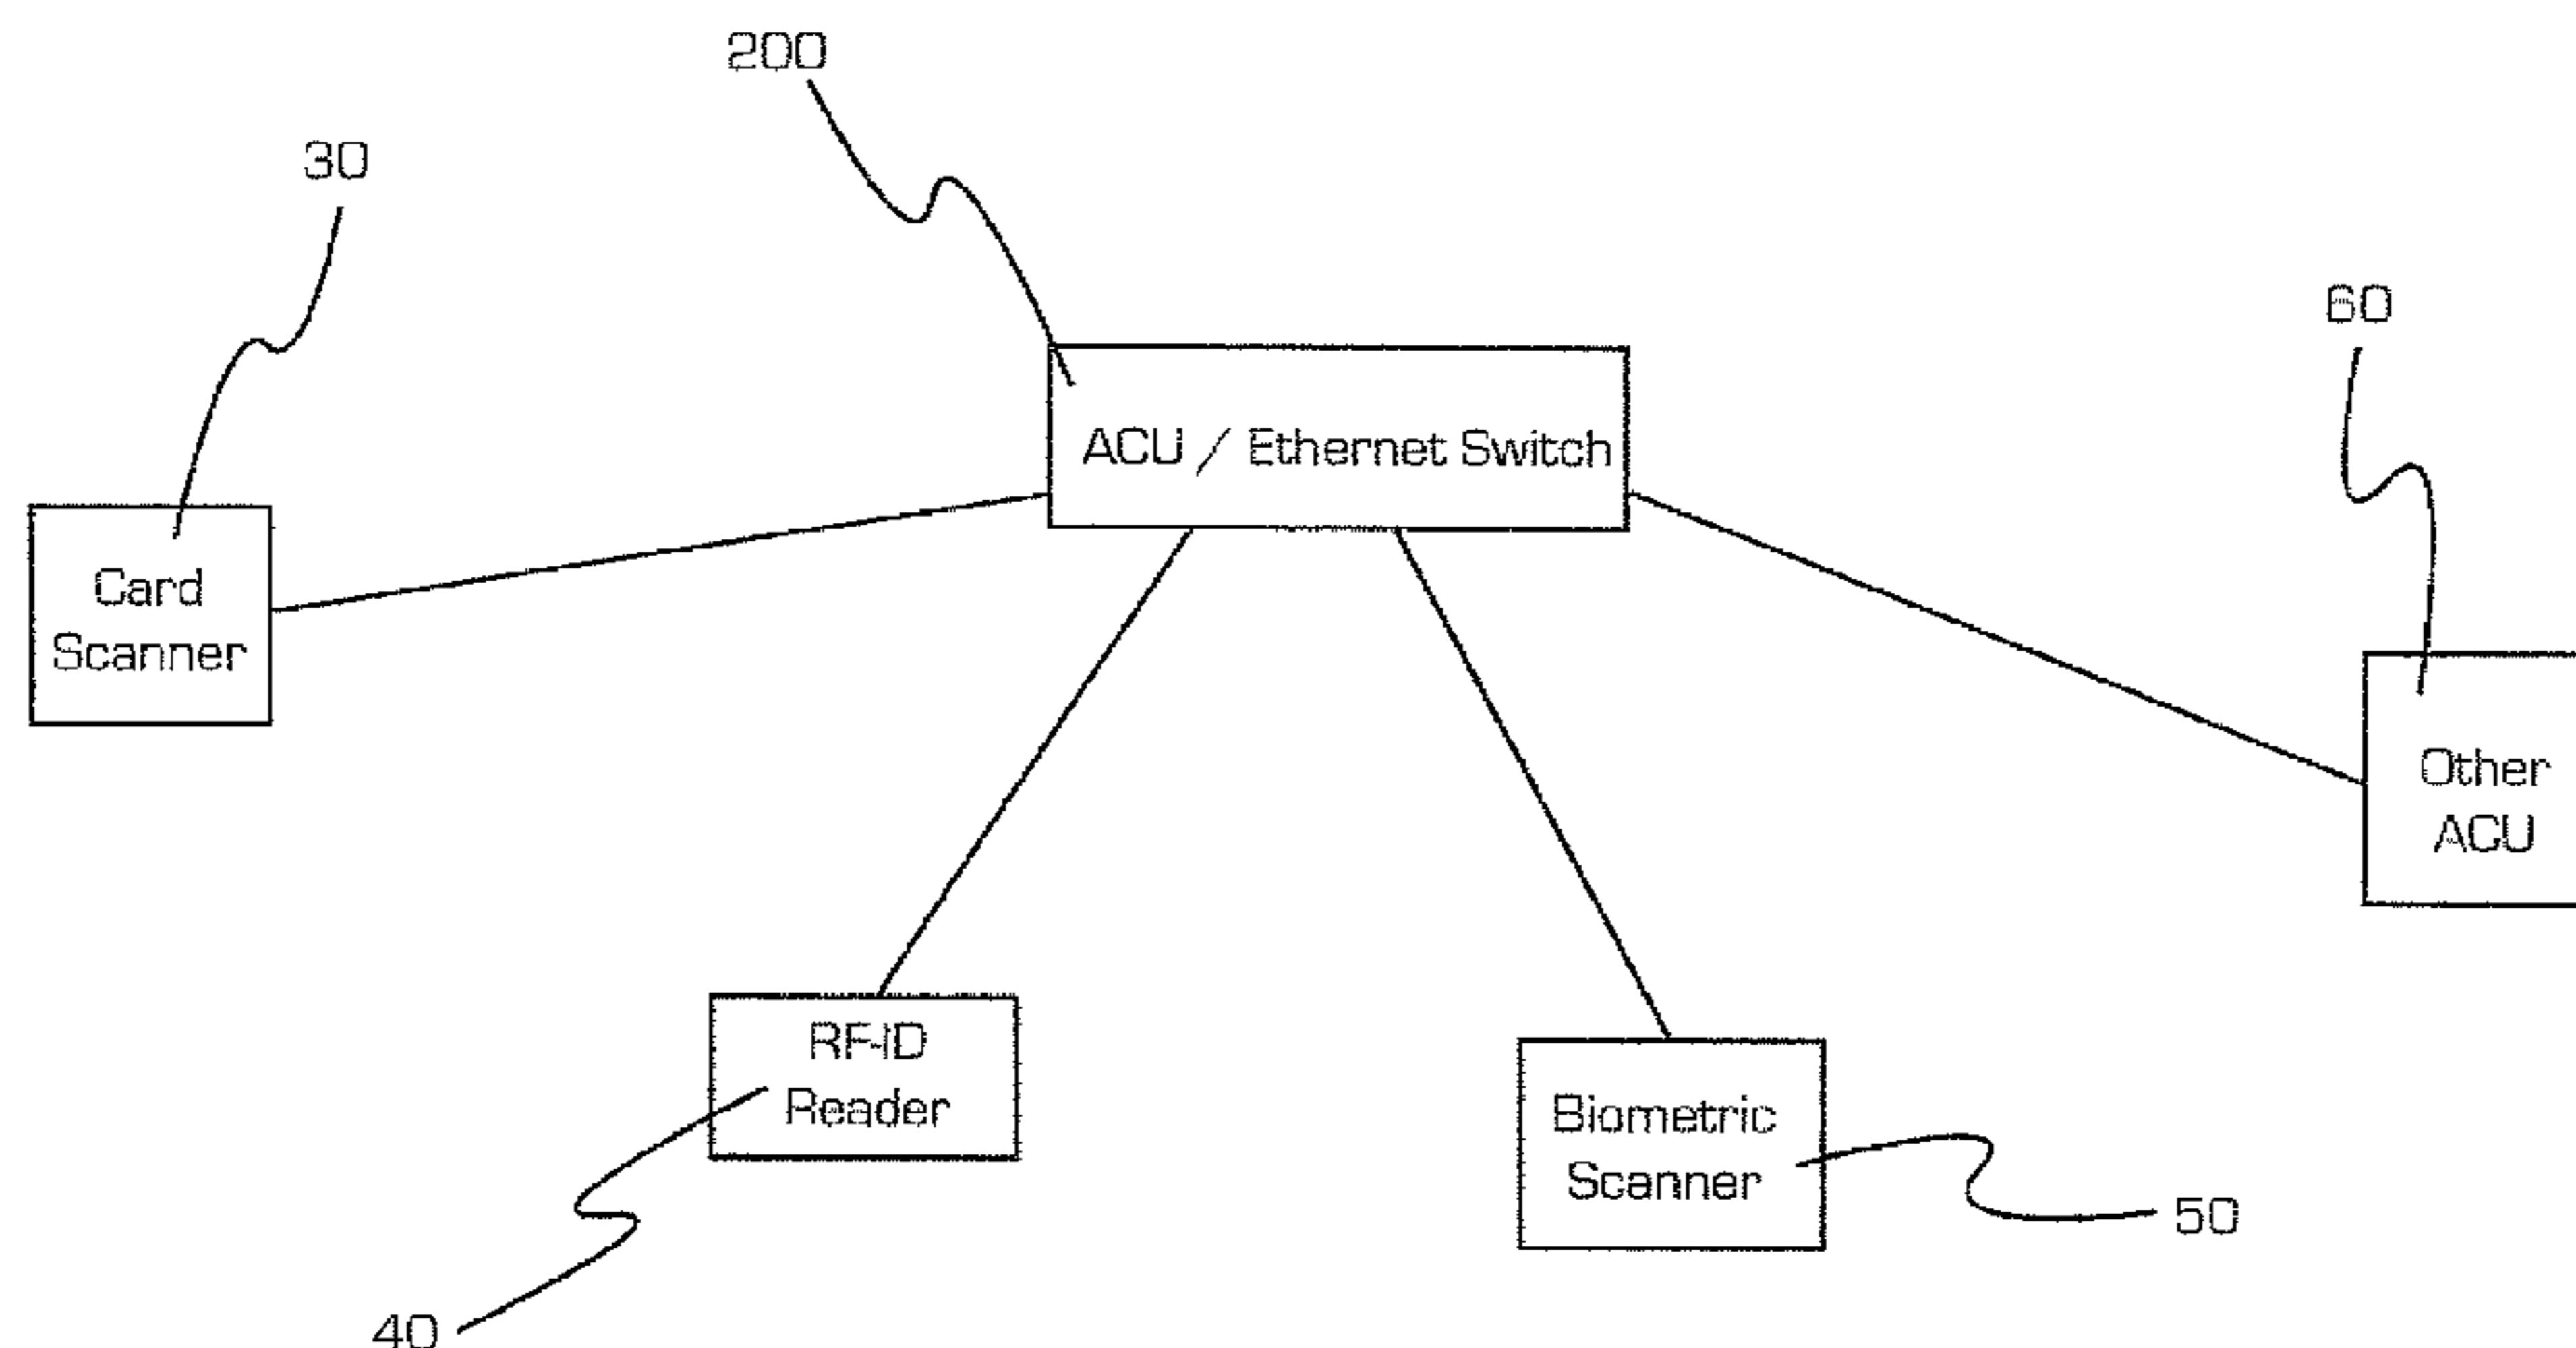 200
30
60
ACU / Ethernet Switch
Card
Scanner
Other
ACU
RF-ID
Reader
Biometric
Scanner
50
40